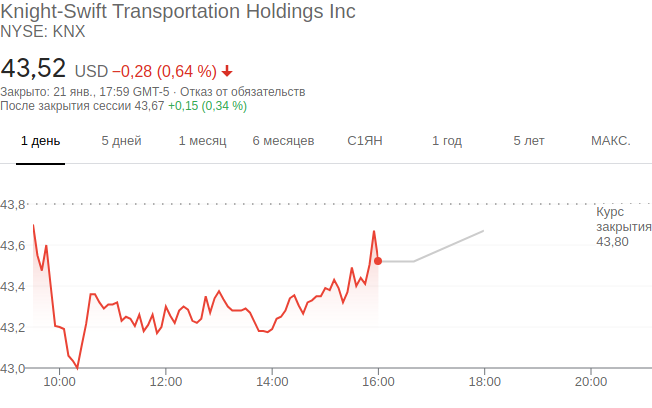 Knight-Swift Transportation Holdings Inc
NYSE: KNX
43,52 USD −0,28 (0,64 %)
Закрыто: 21 янв., 17:59 GMT-5 · Отказ от обязательств
После закрытия сессии 43,67 +0,15 (0,34 %)
1 день 5 дней 1 месяц 6 месяцев С1ЯН 1 год 5 лет МАКС.
43,8
Курс
закрытия
43,80
43,6
43,4
43,2
43,0
10:00 12:00 14:00 16:00 18:00 20:00